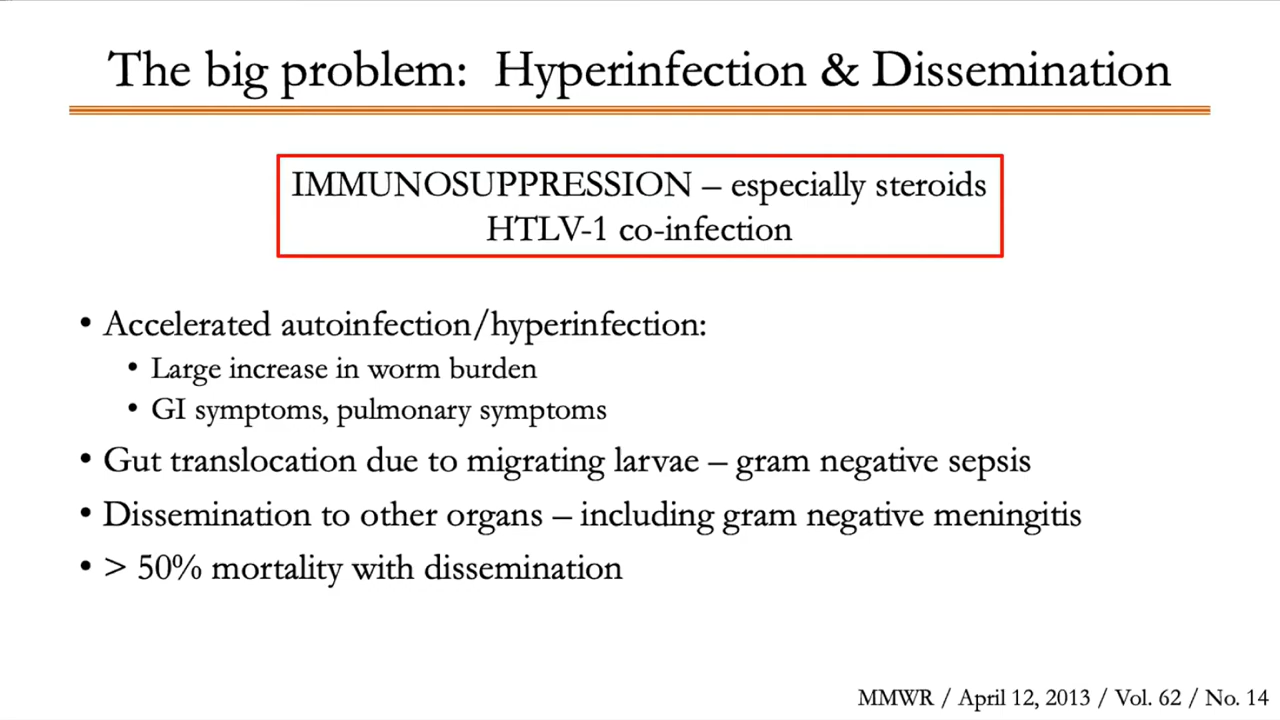 The big problem: Hyperinfection & Dissemination
IMMUNOSUPPRESSION – especially steroids
HTLV-1 co-infection
• Accelerated autoinfection/hyperinfection:
• Large increase in worm burden
• GI symptoms, pulmonary symptoms
• Gut translocation due to migrating larvae – gram negative sepsis
• Dissemination to other organs – including gram negative meningitis
• > 50% mortality with dissemination
MMWR / April 12, 2013 / Vol. 62 / No. 14